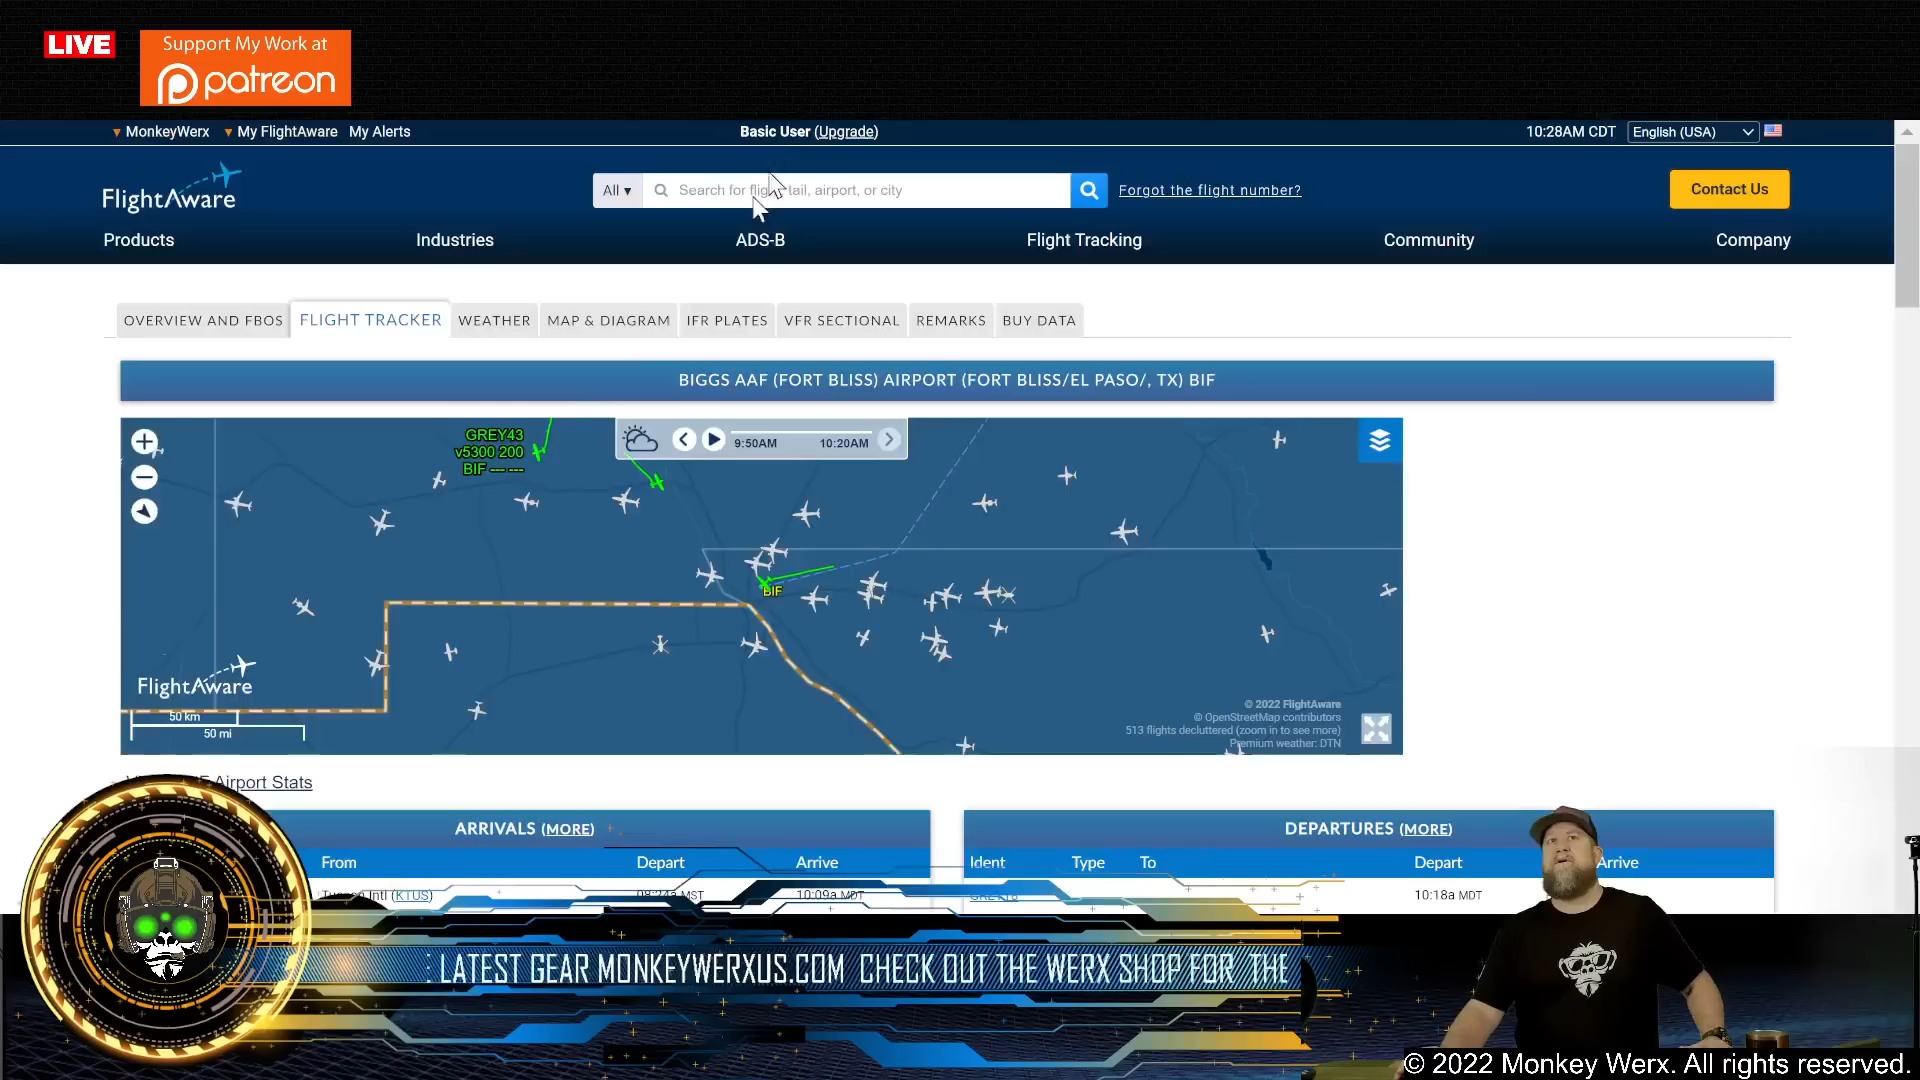 LIVE
Support My Work at
patreon
MonkeyWerx My FlightAware My Alerts
Basic User (Upgrade)
10:28AM CDT English (USA)
FlightAware
All Search for flig tail, airport, or city
Forgot the flight number?
Contact Us
Products Industries ADS-B Flight Tracking Community Company
OVERVIEW AND FBOS FLIGHT TRACKER WEATHER MAP & DIAGRAM IFR PLATES VFR SECTIONAL REMARKS BUY DATA
BIGGS AAF (FORT BLISS) AIRPORT (FORT BLISS/EL PASO/, TX) BIF
GREY43
v5300 200
BIF --- ---
9:50AM 10:20AM
BIF
FlightAware
50 km
50 mi
© 2022 FlightAware
© OpenStreetMap contributors
513 flights decluttered (zoom in to see more)
Premium weather: DTN
Airport Stats
ARRIVALS (MORE)
DEPARTURES (MORE)
From Depart Arrive
Ident Type To Depart Arrive
Intl (KTUS) 08:24a MST 10:09a MDT
10:18a MDT
: LATEST GEAR MONKEYWERXUS.COM CHECK OUT THE WERX SHOP FOR THE
© 2022 Monkey Werx. All rights reserved.